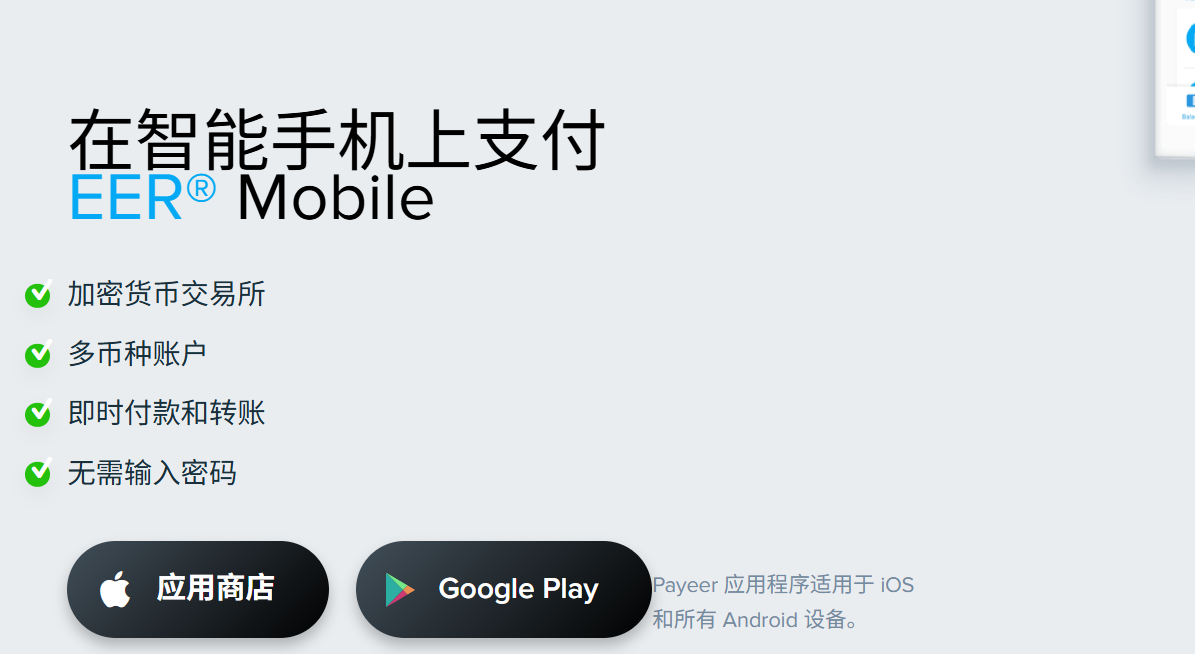 在智能手机上支付
EER® Mobile
加密货币交易所
多币种账户
即时付款和转账
无需输入密码
应用商店
Google Play
Payeer 应用程序适用于 iOS
和所有 Android 设备。